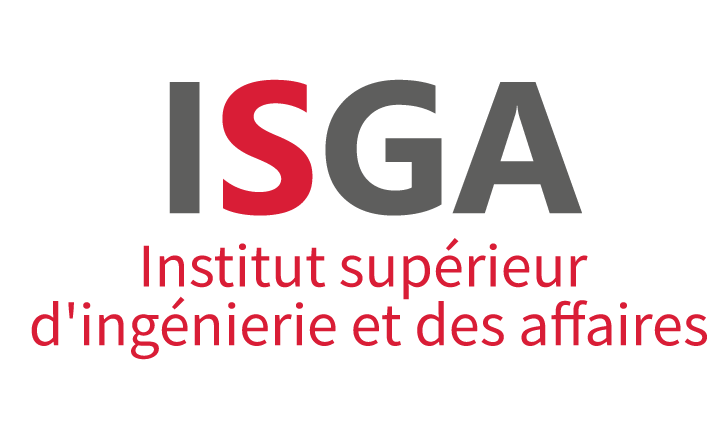 ISGA
Institut supérieur
d'ingénierie et des affaires